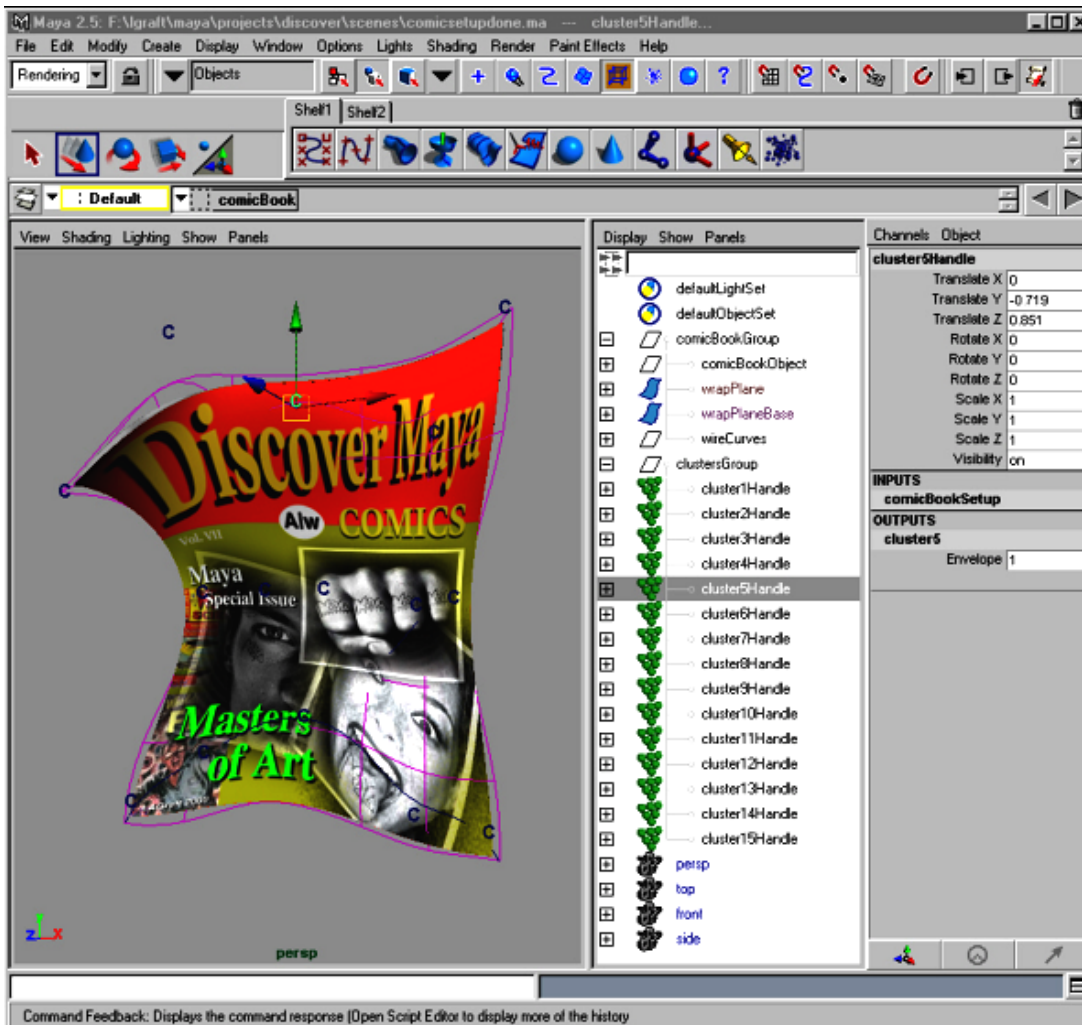 Maya 2.5: F:\lgraft\maya\projects\discover\scenes\comicsetupdone.ma --- cluster5Handle...
File Edit Modify Create Display Window Options Lights Shading Render Paint Effects Help
Rendering Objects ?
Shelf1 Shelf2
: Default comicBook
View Shading Lighting Show Panels
Discover Maya
Alw COMICS
Vol. VII
Maya
Special Issue
Masters
of Art
z x
persp
Display Show Panels
defaultLightSet
defaultObjectSet
comicBookGroup
comicBookObject
wrapPlane
wrapPlaneBase
wireCurves
clustersGroup
cluster1Handle
cluster2Handle
cluster3Handle
cluster4Handle
cluster5Handle
cluster6Handle
cluster7Handle
cluster8Handle
cluster9Handle
cluster10Handle
cluster11Handle
cluster12Handle
cluster13Handle
cluster14Handle
cluster15Handle
persp
top
front
side
Channels Object
cluster5Handle
Translate X 0
Translate Y -0.719
Translate Z 0.851
Rotate X 0
Rotate Y 0
Rotate Z 0
Scale X 1
Scale Y 1
Scale Z 1
Visibility on
INPUTS
comicBookSetup
OUTPUTS
cluster5
Envelope 1
Command Feedback: Displays the command response (Open Script Editor to display more of the history